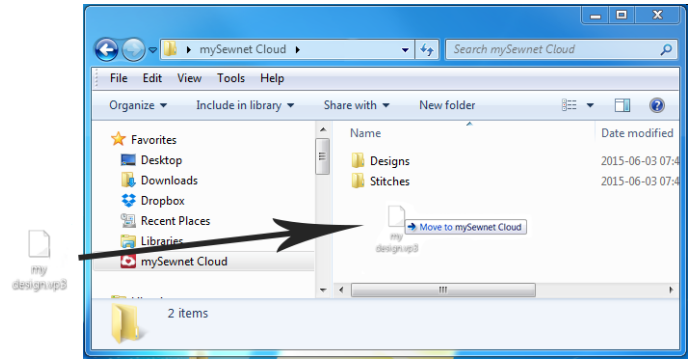 mySewnet Cloud
Search mySewnet Cloud
File Edit View Tools Help
Organize Include in library Share with New folder
Name Date modified
Favorites
Desktop
Downloads
Dropbox
Recent Places
Libraries
mySewnet Cloud
Designs 2015-06-03 07:4
Stitches 2015-06-03 07:4
Move to mySewnet Cloud
my
design.vp3
my
design.vp3
2 items